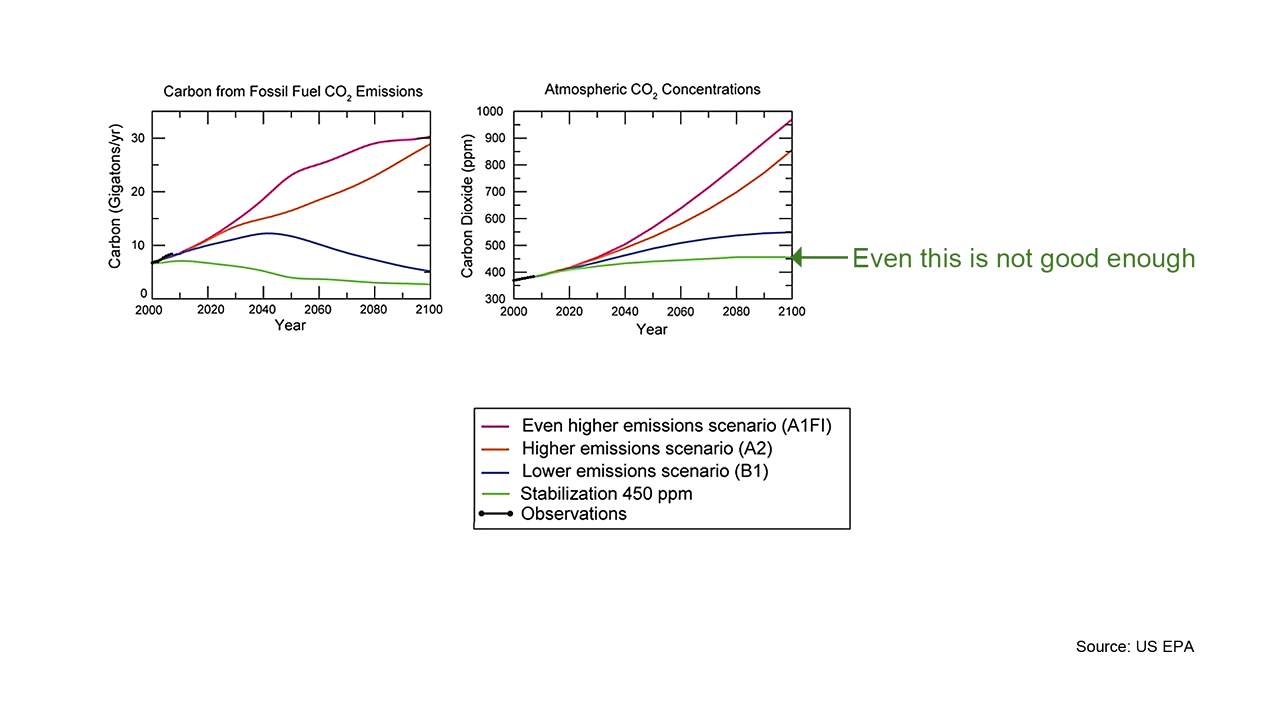 Carbon from Fossil Fuel CO2 Emissions
Carbon (Gigatons/yr)
30
20
10
0
2000 2020 2040 2060 2080 2100
Year
Atmospheric CO2 Concentrations
Carbon Dioxide (ppm)
1000
900
800
700
600
500
400
300
2000 2020 2040 2060 2080 2100
Year
Even this is not good enough
Even higher emissions scenario (A1FI)
Higher emissions scenario (A2)
Lower emissions scenario (B1)
Stabilization 450 ppm
Observations
Source: US EPA